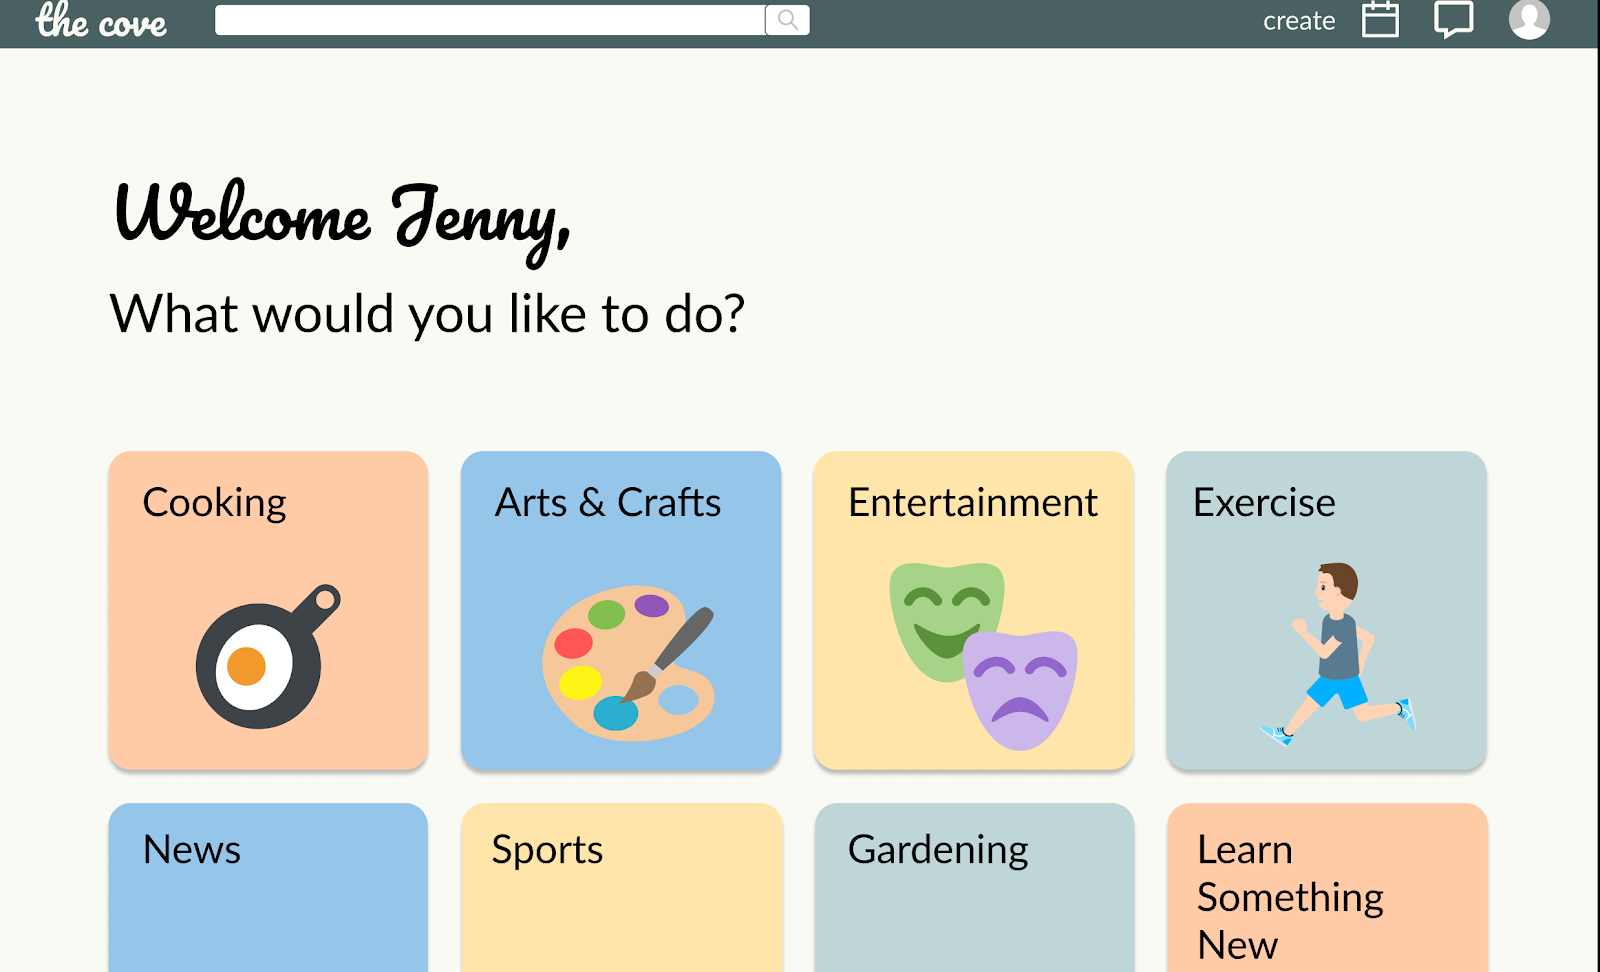 the cove
create
Welcome Jenny,
What would you like to do?
Cooking
Arts & Crafts
Entertainment
Exercise
News
Sports
Gardening
Learn
Something
New